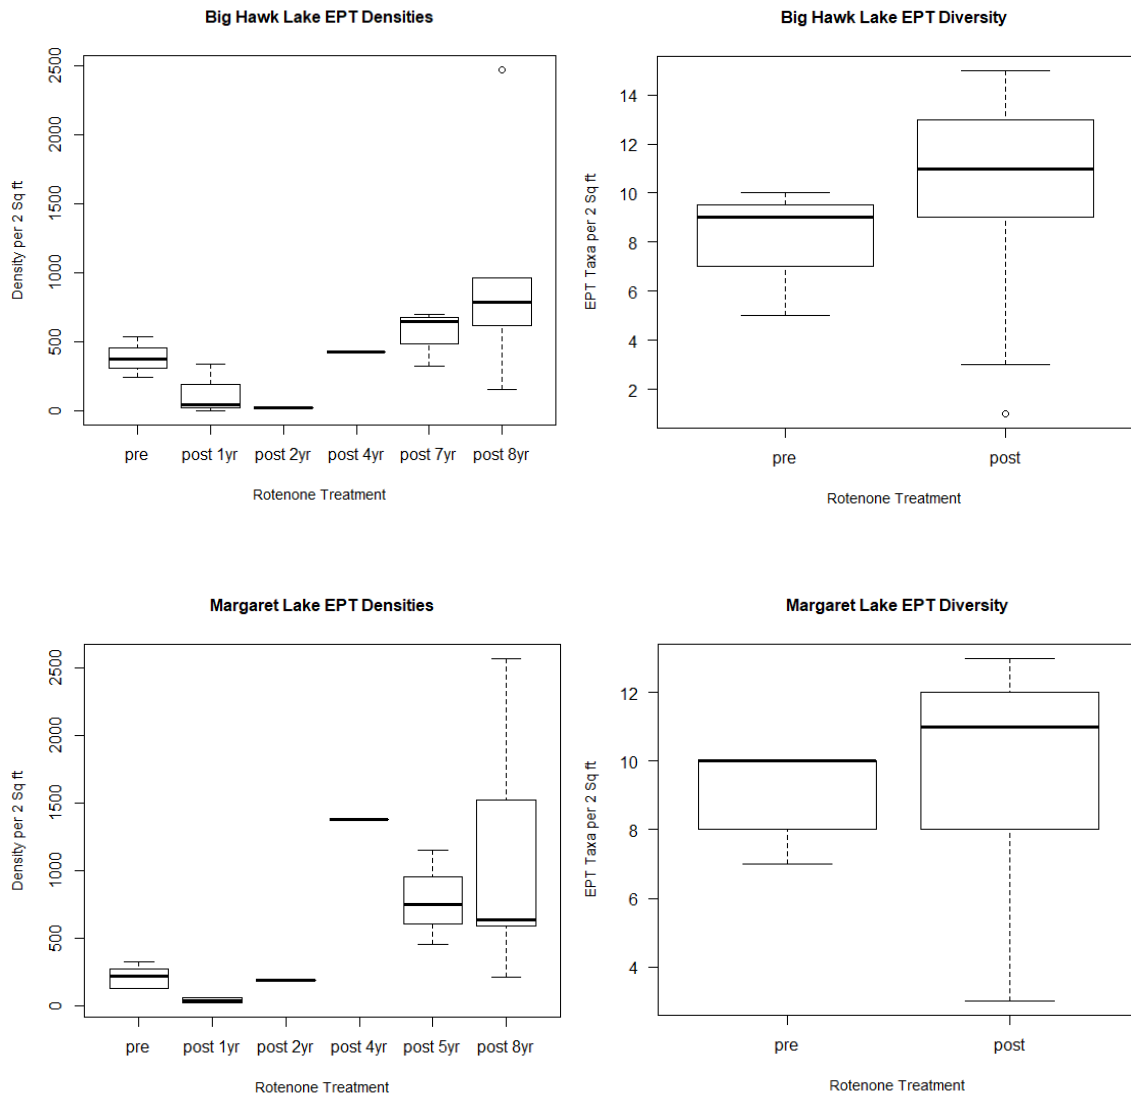 Big Hawk Lake EPT Densities
Density per 2 Sq ft
2500
2000
1500
1000
500
0
pre post 1yr post 2yr post 4yr post 7yr post 8yr
Rotenone Treatment
Big Hawk Lake EPT Diversity
EPT Taxa per 2 Sq ft
14
12
10
8
6
4
2
pre post
Rotenone Treatment
Margaret Lake EPT Densities
Density per 2 Sq ft
2500
2000
1500
1000
500
0
pre post 1yr post 2yr post 4yr post 5yr post 8yr
Rotenone Treatment
Margaret Lake EPT Diversity
EPT Taxa per 2 Sq ft
12
10
8
6
4
pre post
Rotenone Treatment